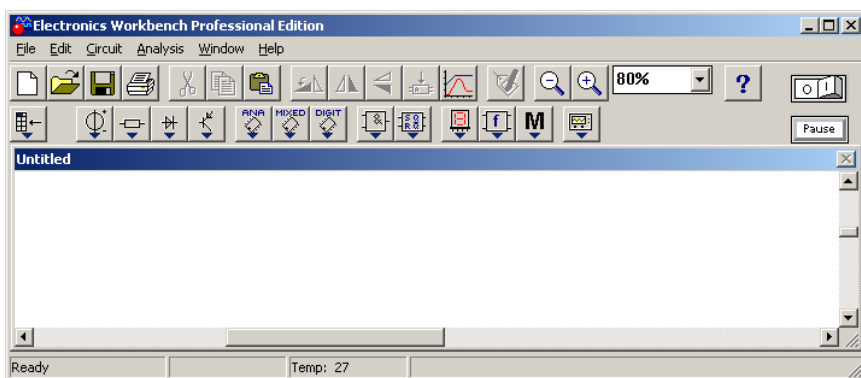 Electronics Workbench Professional Edition
File Edit Circuit Analysis Window Help
80% ?
ANA MIXED DIGIT & f M
Pause
Untitled
Ready Temp: 27